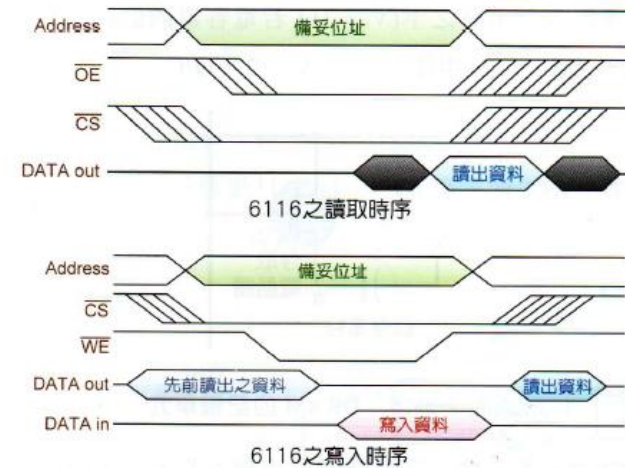 Address 備妥位址
OE
CS
DATA out 讀出資料
6116之讀取時序
Address 備妥位址
CS
WE
DATA out 先前讀出之資料 讀出資料
DATA in 寫入資料
6116之寫入時序